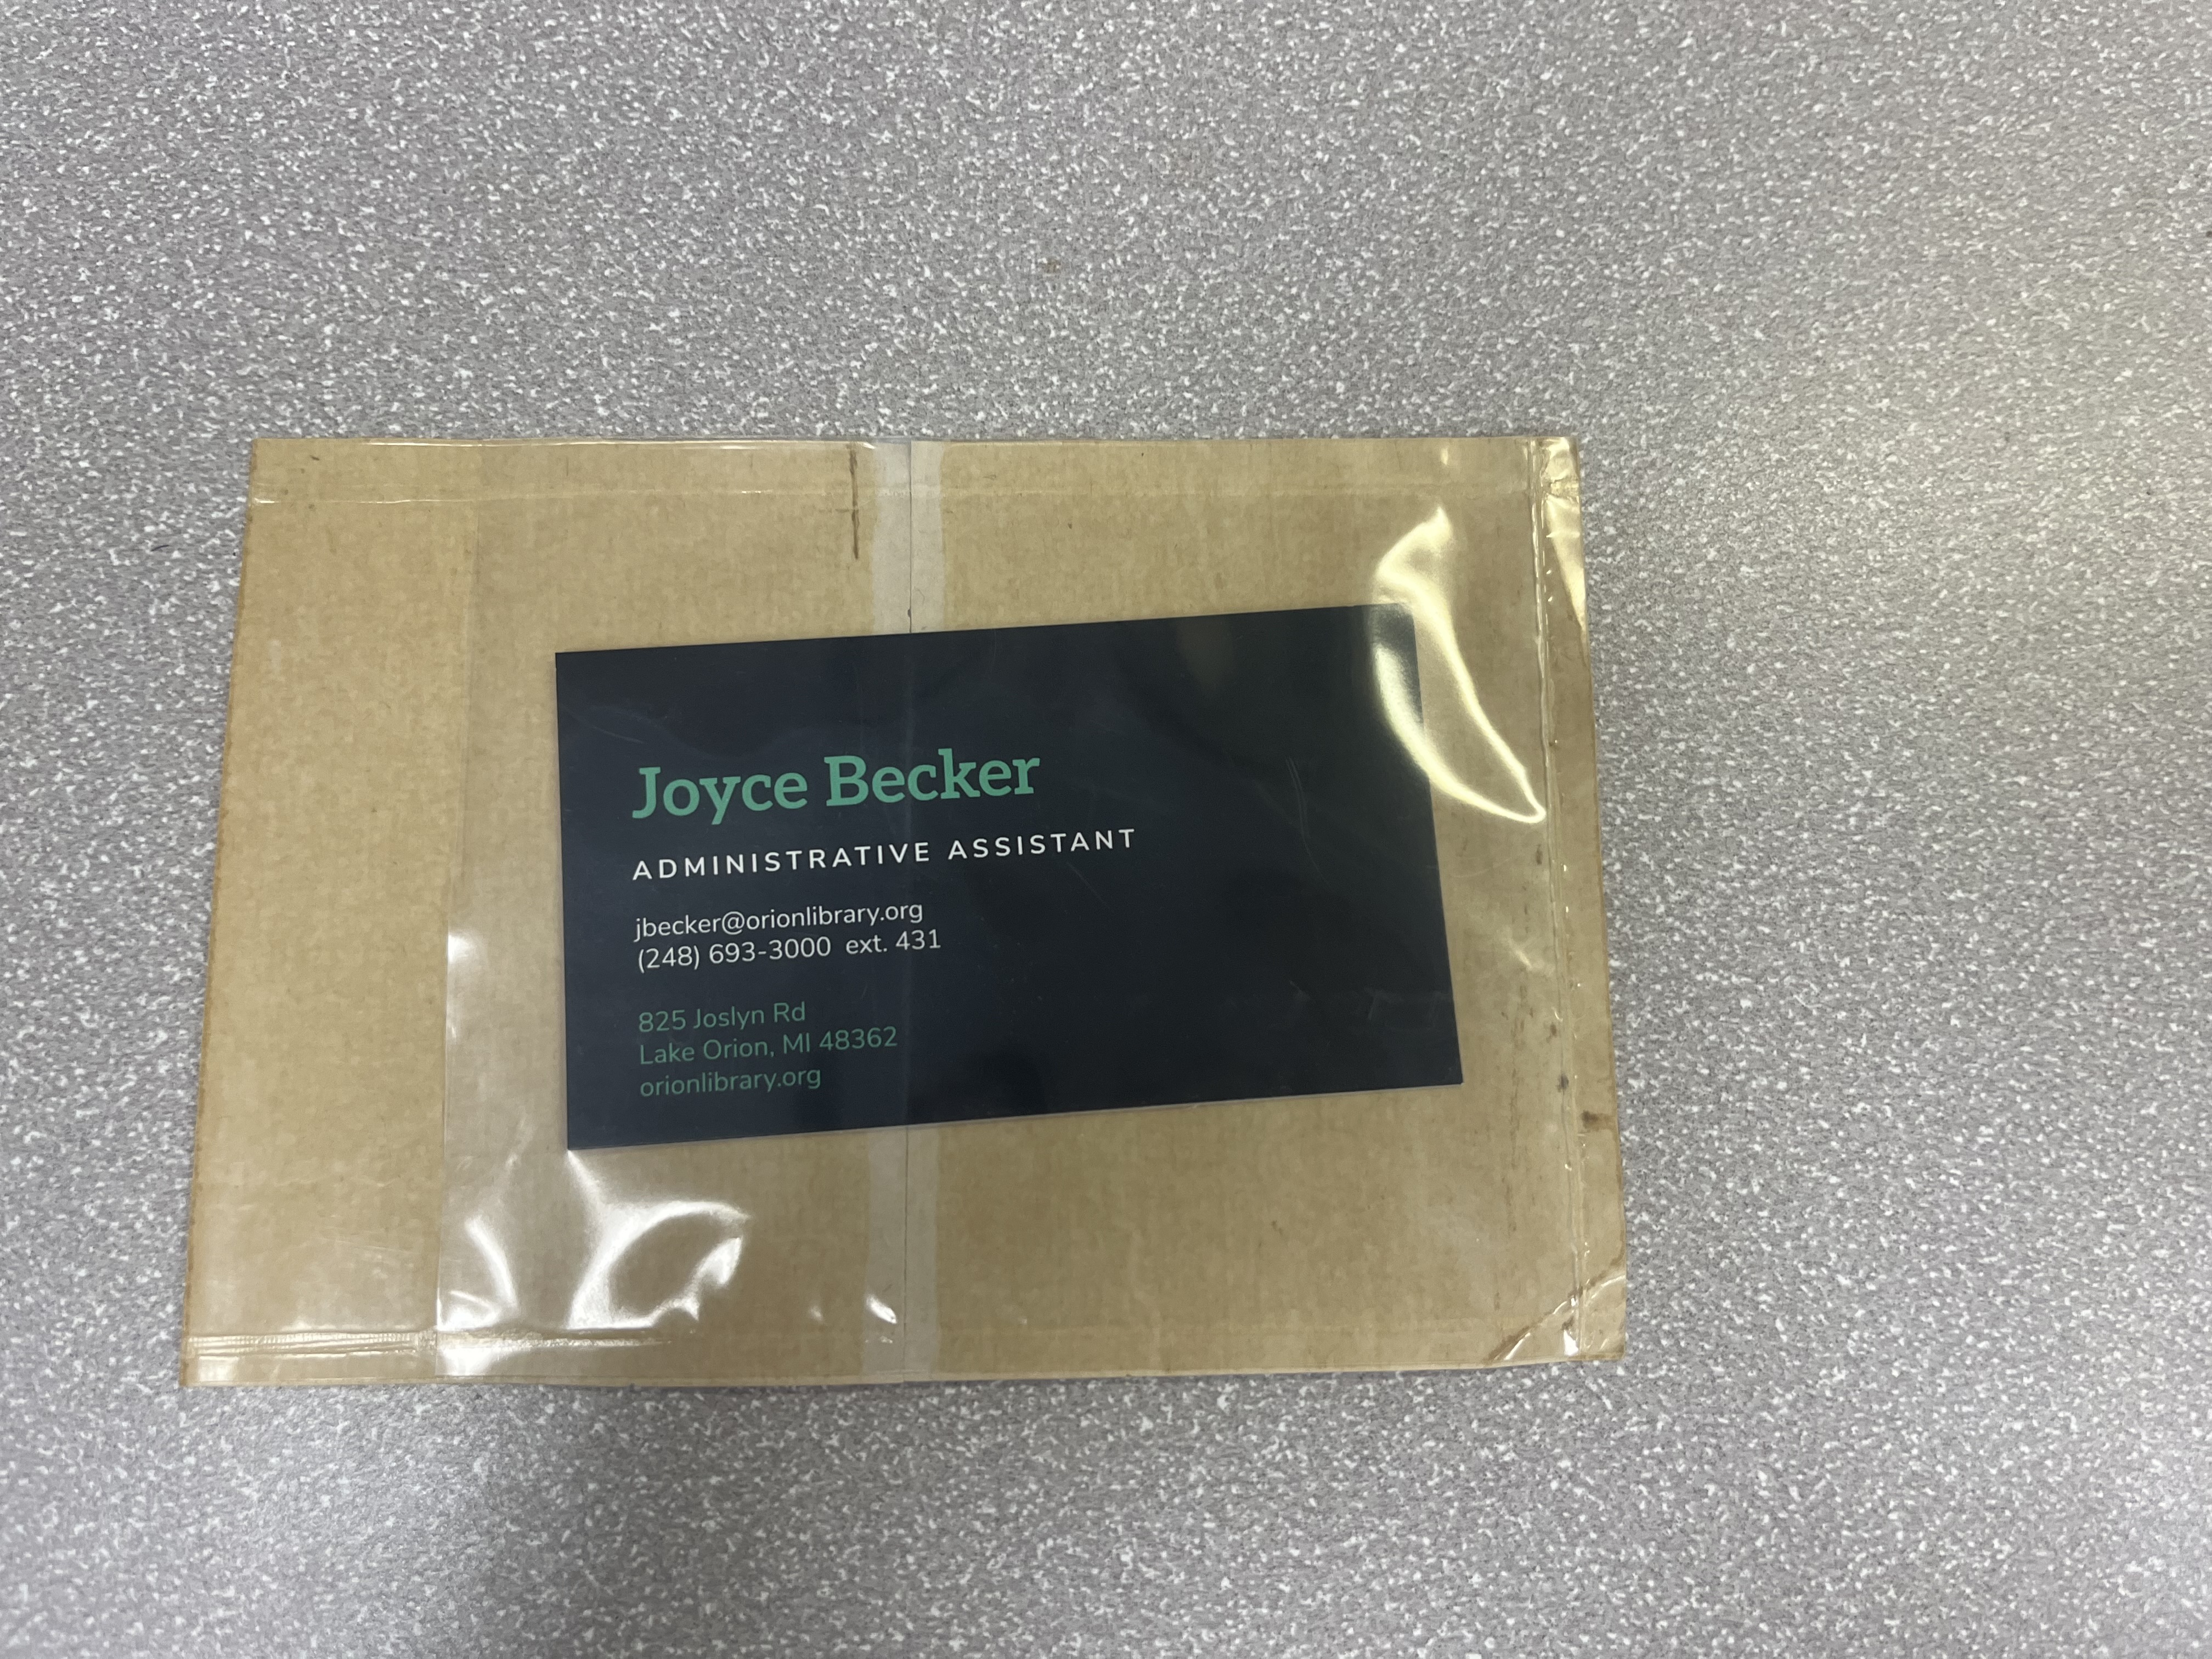 Joyce Becker
ADMINISTRATIVE ASSISTANT
jbecker@orionlibrary.org
(248) 693-3000 ext. 431
825 Joslyn Rd
Lake Orion, MI 48362
orionlibrary.org